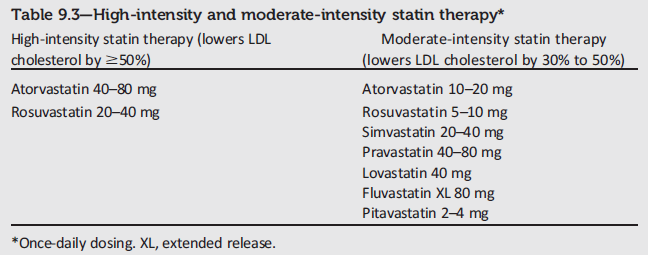 Table 9.3—High-intensity and moderate-intensity statin therapy*
High-intensity statin therapy (lowers LDL
cholesterol by ≥50%)
Moderate-intensity statin therapy
(lowers LDL cholesterol by 30% to 50%)
Atorvastatin 40–80 mg
Atorvastatin 10–20 mg
Rosuvastatin 20–40 mg
Rosuvastatin 5–10 mg
Simvastatin 20–40 mg
Pravastatin 40–80 mg
Lovastatin 40 mg
Fluvastatin XL 80 mg
Pitavastatin 2–4 mg
*Once-daily dosing. XL, extended release.